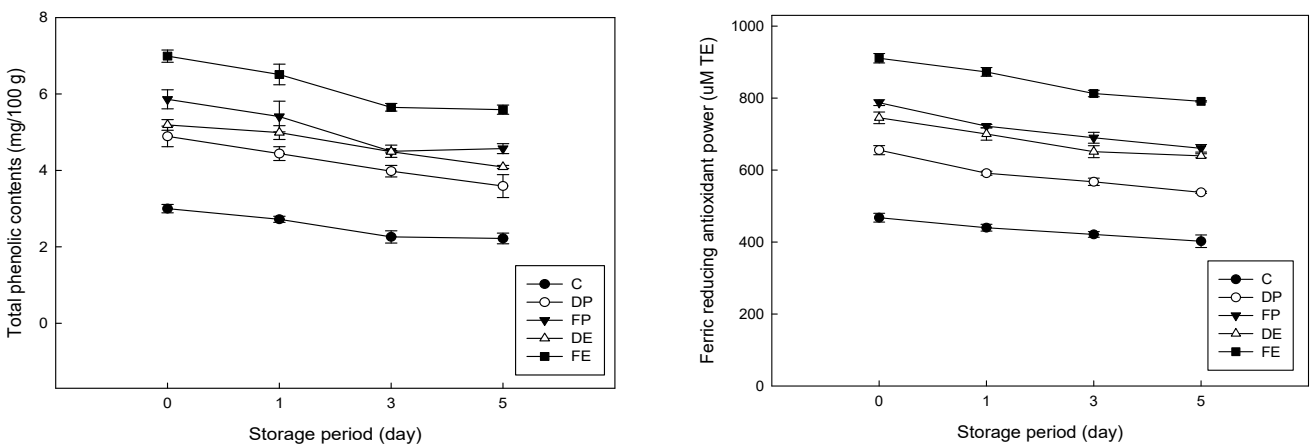 Total phenolic contents (mg/100 g)
8
6
4
2
0
C
DP
FP
DE
FE
0 1 3 5
Storage period (day)
Ferric reducing antioxidant power (uM TE)
1000
800
600
400
200
0
C
DP
FP
DE
FE
0 1 3 5
Storage period (day)